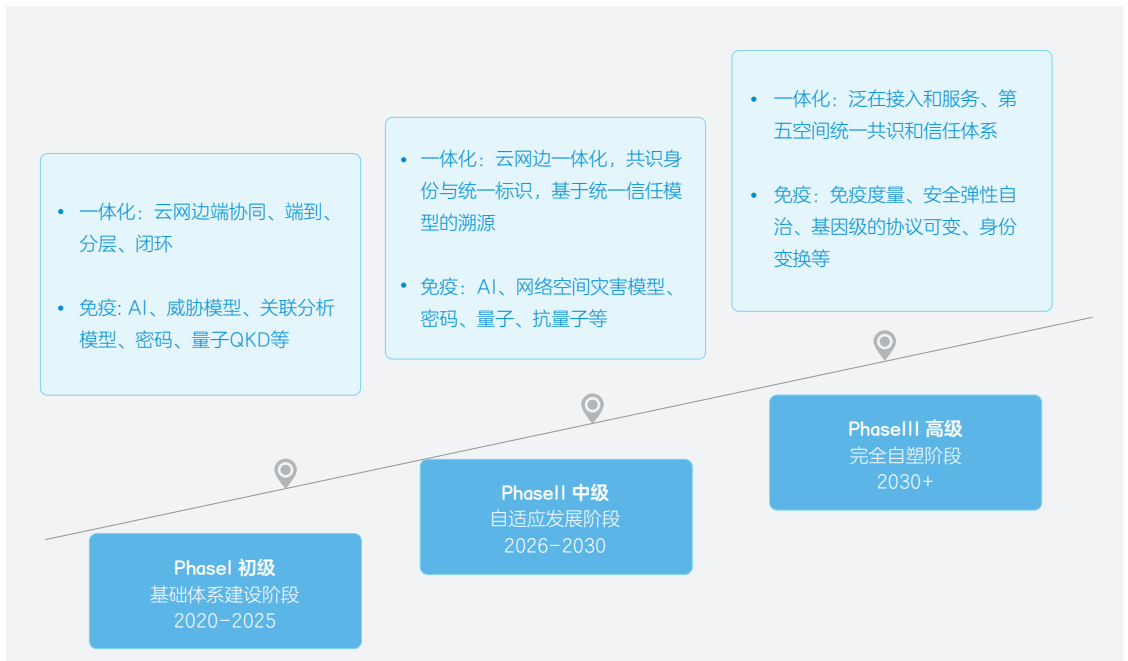 • 一体化：云网边端协同、端到、
分层、闭环
• 免疫: AI、威胁模型、关联分析
模型、密码、量子QKD等
• 一体化：云网边一体化，共识身
份与统一标识，基于统一信任模
型的溯源
• 免疫：AI、网络空间灾害模型、
密码、量子、抗量子等
• 一体化：泛在接入和服务、第
五空间统一共识和信任体系
• 免疫：免疫度量、安全弹性自
治、基因级的协议可变、身份
变换等
PhaseI 初级
基础体系建设阶段
2020-2025
PhaseII 中级
自适应发展阶段
2026-2030
PhaseIII 高级
完全自塑阶段
2030+